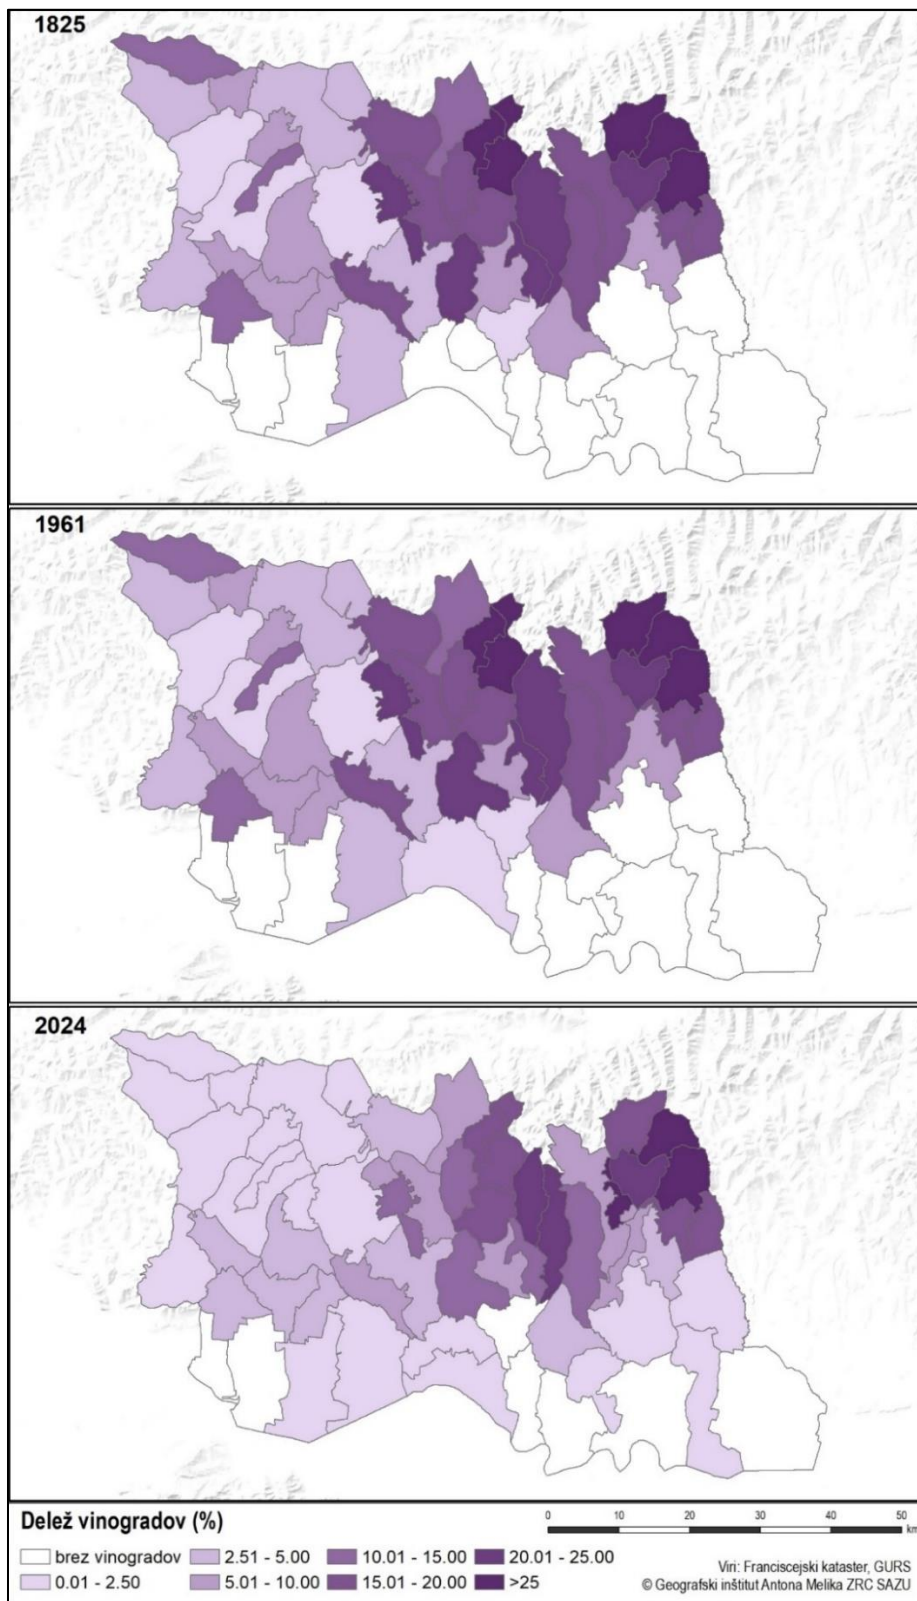 1825
1961
2024
Delež vinogradov (%)
brez vinogradov
0.01 - 2.50
2.51 - 5.00
5.01 - 10.00
10.01 - 15.00
15.01 - 20.00
20.01 - 25.00
>25
0 10 20 30 40 50
km
Viri: Franciscejski kataster, GURS
© Geografski inštitut Antona Melika ZRC SAZU